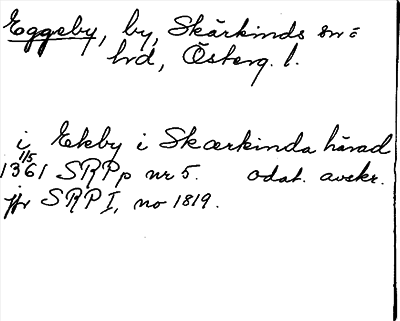 Eggeby, by, Skärkinds sn o
hrd, Österg. l.
i Ekby i Skærkinda hærad
1/5
1361 SRPp nr 5. odat. avskr.
jfr SRP I, no 1819.